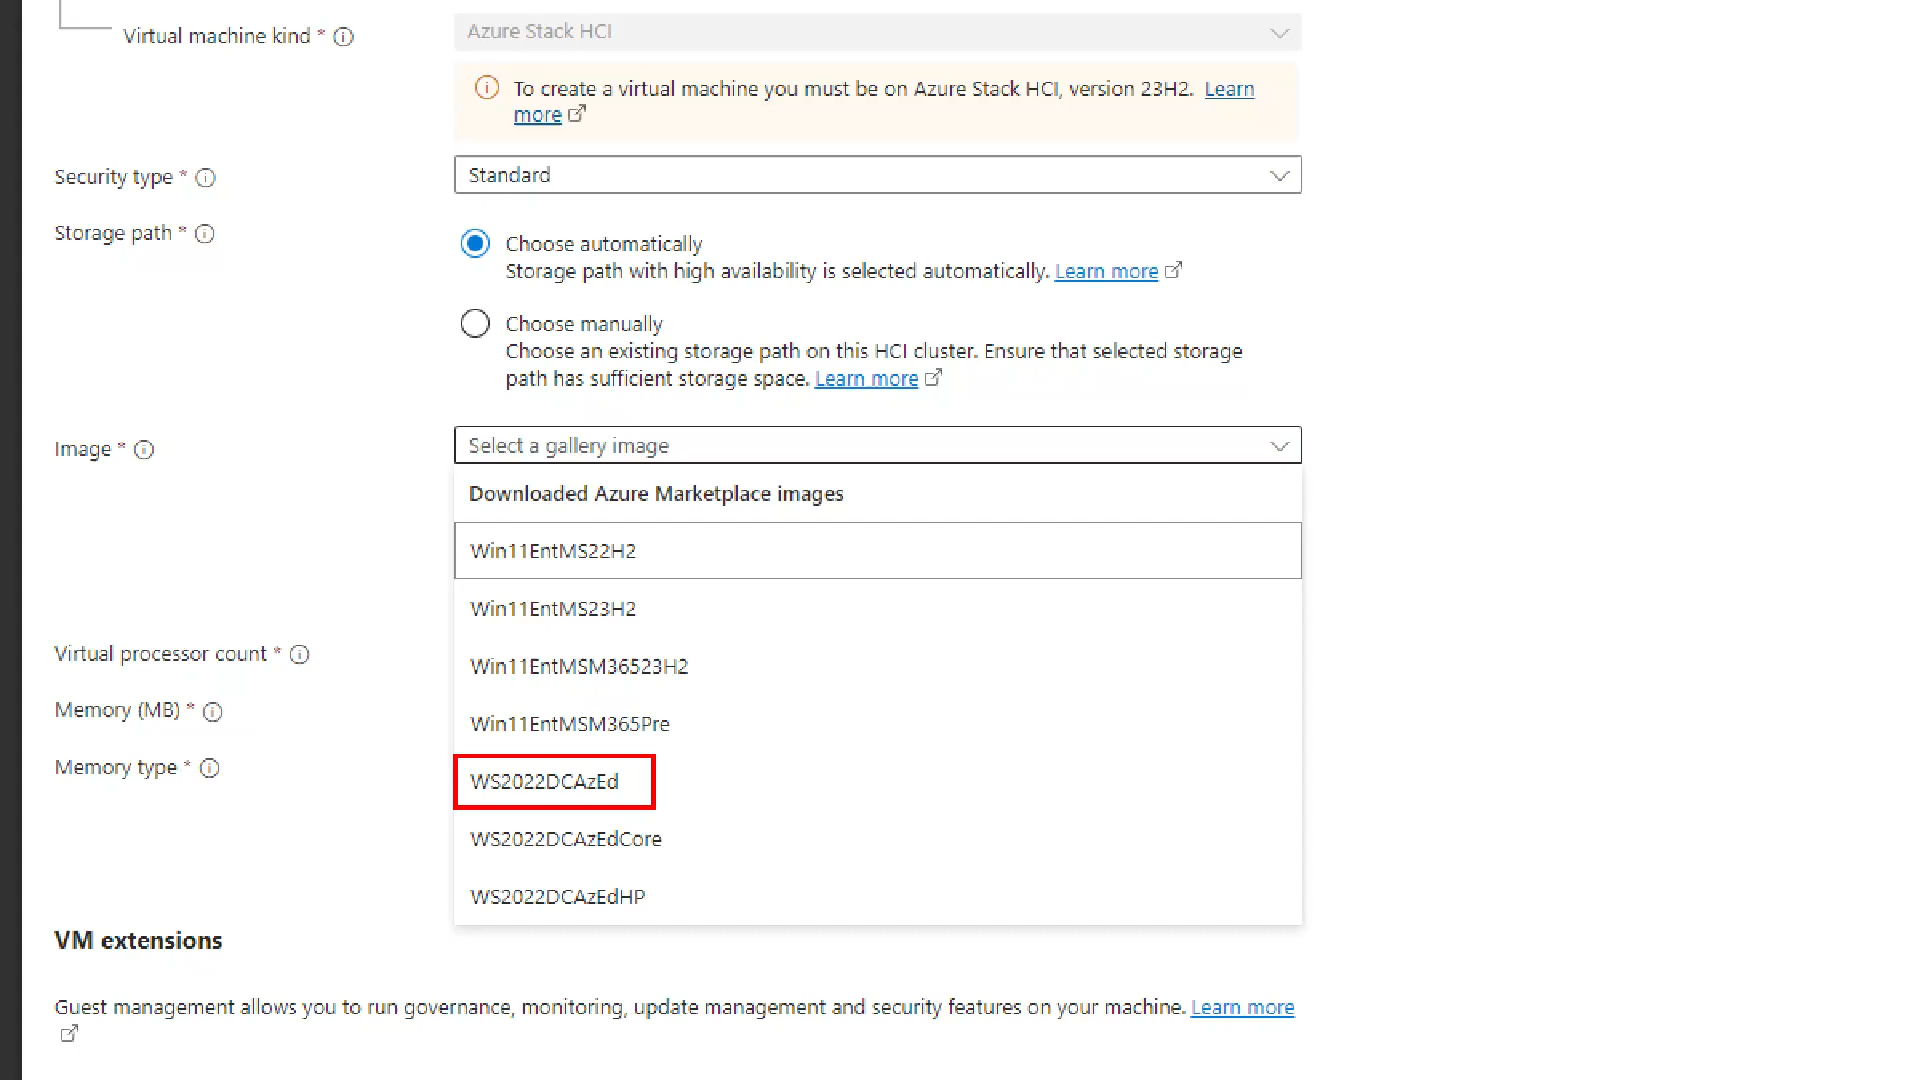 Virtual machine kind *
Azure Stack HCI
To create a virtual machine you must be on Azure Stack HCI, version 23H2. Learn
more
Security type *
Standard
Storage path *
Choose automatically
Storage path with high availability is selected automatically. Learn more
Choose manually
Choose an existing storage path on this HCI cluster. Ensure that selected storage
path has sufficient storage space. Learn more
Image *
Select a gallery image
Downloaded Azure Marketplace images
Win11EntMS22H2
Win11EntMS23H2
Win11EntMSM36523H2
Win11EntMSM365Pre
WS2022DCAzEd
WS2022DCAzEdCore
WS2022DCAzEdHP
Virtual processor count *
Memory (MB) *
Memory type *
VM extensions
Guest management allows you to run governance, monitoring, update management and security features on your machine. Learn more